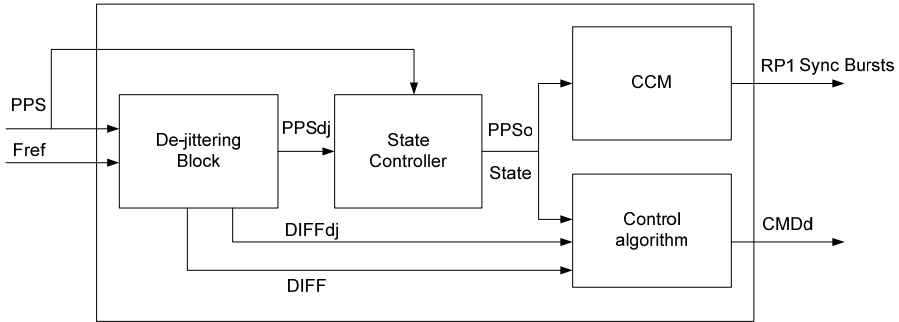 PPS
Fref
De-jittering
Block
PPSdj
State
Controller
PPSo
State
CCM
RP1 Sync Bursts
Control
algorithm
CMDd
DIFFdj
DIFF